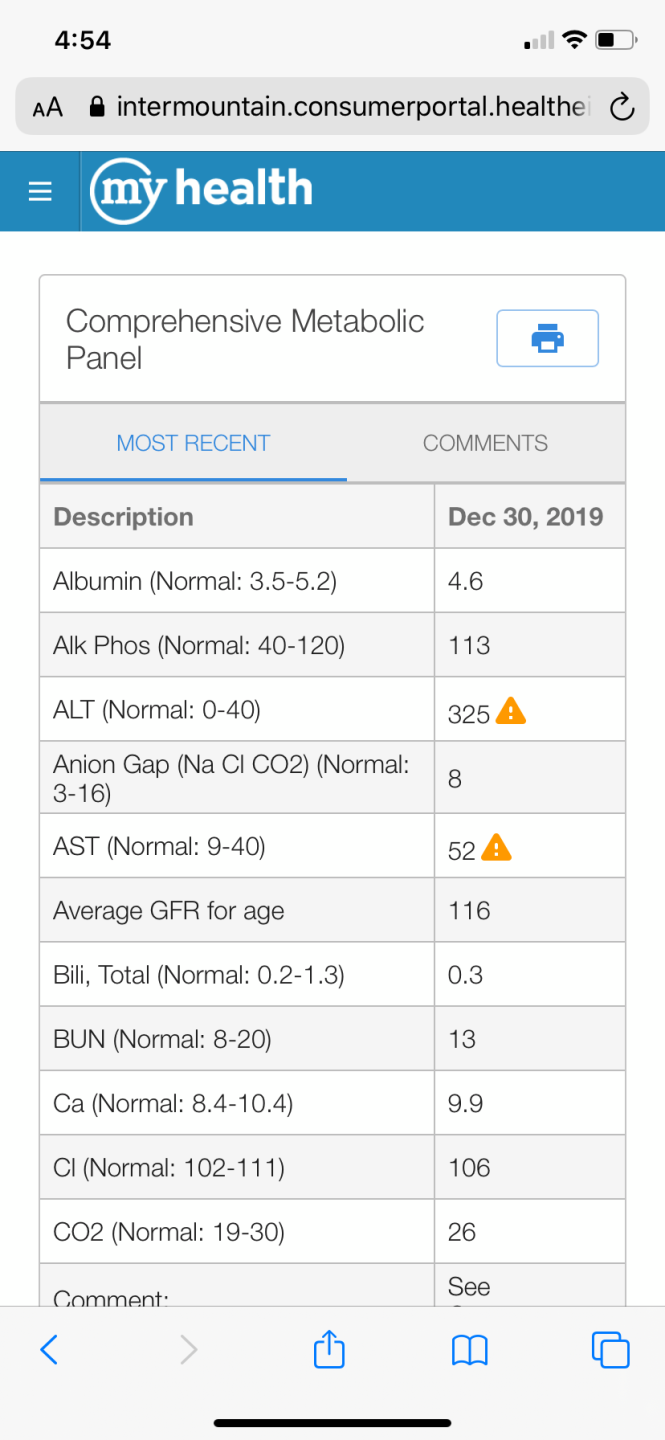 4:54
AA intermountain.consumerportal.healthei
my health
Comprehensive Metabolic
Panel
MOST RECENT COMMENTS
Description Dec 30, 2019
Albumin (Normal: 3.5-5.2) 4.6
Alk Phos (Normal: 40-120) 113
ALT (Normal: 0-40) 325
Anion Gap (Na Cl CO2) (Normal:
3-16) 8
AST (Normal: 9-40) 52
Average GFR for age 116
Bili, Total (Normal: 0.2-1.3) 0.3
BUN (Normal: 8-20) 13
Ca (Normal: 8.4-10.4) 9.9
Cl (Normal: 102-111) 106
CO2 (Normal: 19-30) 26
Comment: See